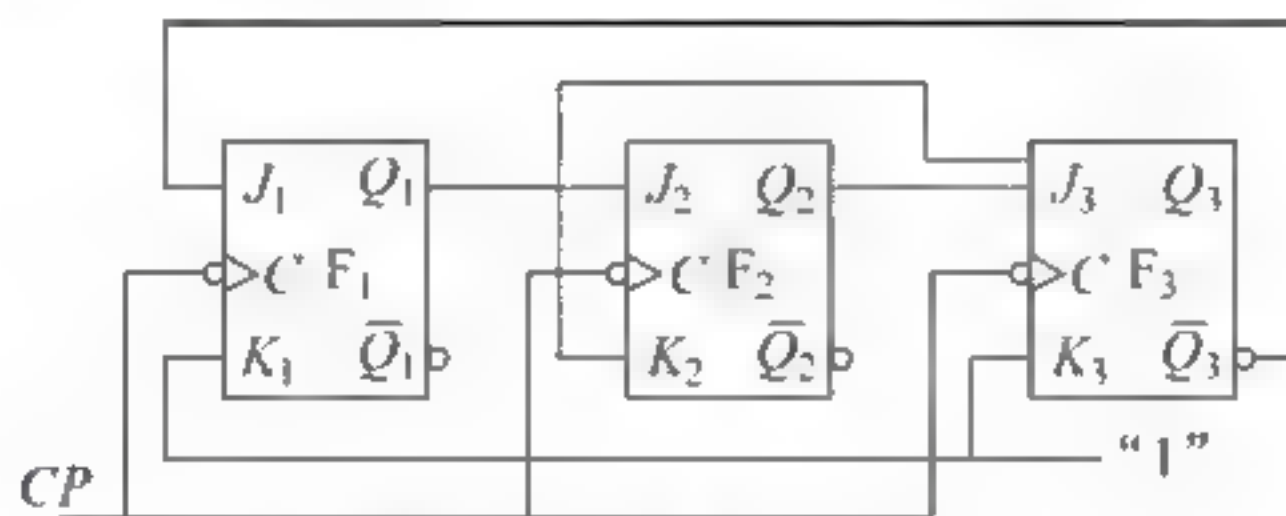 J₁ Q₁ J₂ Q₂ J₃ Q₃
C F₁ C F₂ C F₃
K₁ Q̅₁ K₂ Q̅₂ K₃ Q̅₃
“1”
CP